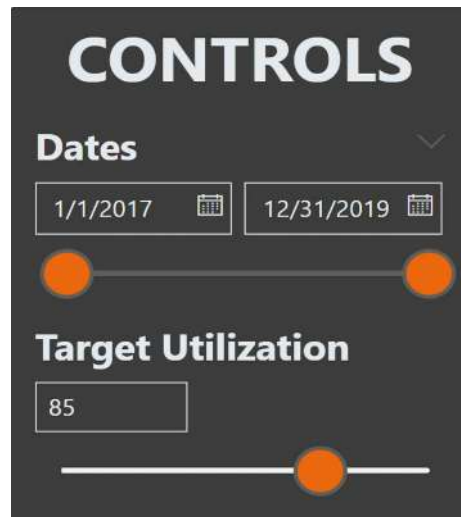 CONTROLS
Dates
1/1/2017 12/31/2019
Target Utilization
85